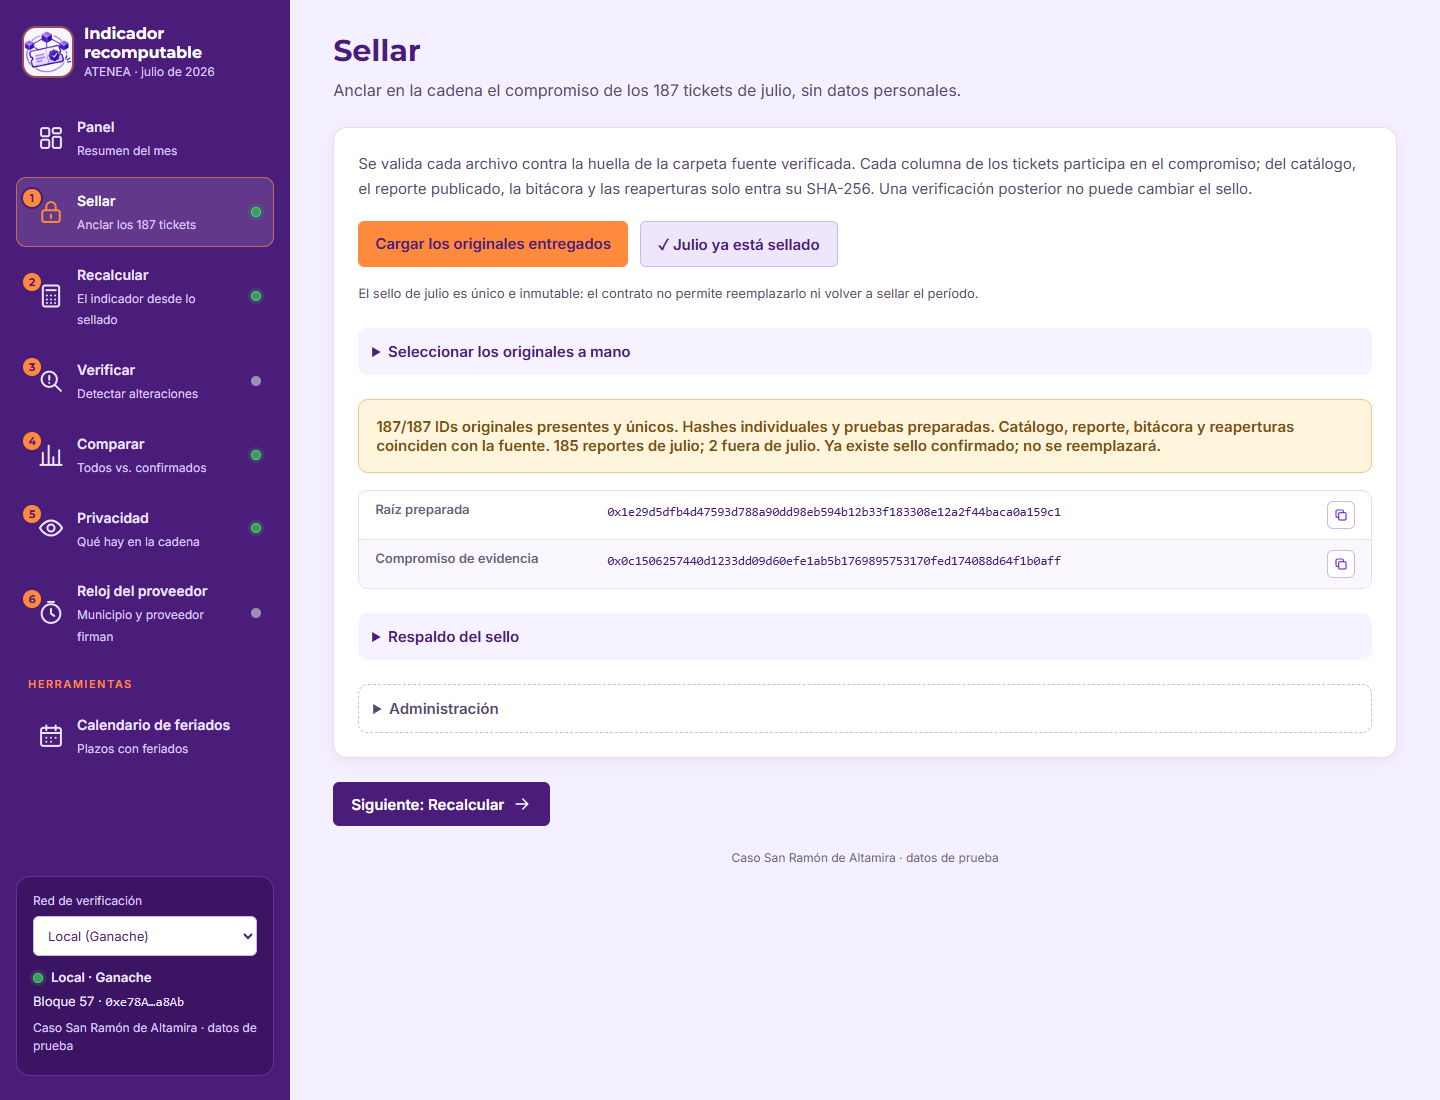 Indicador
recomputable
ATENEA · julio de 2026
Panel
Resumen del mes
1
Sellar
Anclar los 187 tickets
2
Recalcular
El indicador desde lo
sellado
3
Verificar
Detectar alteraciones
4
Comparar
Todos vs. confirmados
5
Privacidad
Qué hay en la cadena
6
Reloj del proveedor
Municipio y proveedor
firman
HERRAMIENTAS
Calendario de feriados
Plazos con feriados
Red de verificación
Local (Ganache)
Local · Ganache
Bloque 57 · 0xe78A…a8Ab
Caso San Ramón de Altamira · datos de
prueba
Sellar
Anclar en la cadena el compromiso de los 187 tickets de julio, sin datos personales.
Se valida cada archivo contra la huella de la carpeta fuente verificada. Cada columna de los tickets participa en el compromiso; del catálogo,
el reporte publicado, la bitácora y las reaperturas solo entra su SHA-256. Una verificación posterior no puede cambiar el sello.
Cargar los originales entregados
✓ Julio ya está sellado
El sello de julio es único e inmutable: el contrato no permite reemplazarlo ni volver a sellar el período.
▶ Seleccionar los originales a mano
187/187 IDs originales presentes y únicos. Hashes individuales y pruebas preparadas. Catálogo, reporte, bitácora y reaperturas
coinciden con la fuente. 185 reportes de julio; 2 fuera de julio. Ya existe sello confirmado; no se reemplazará.
Raíz preparada
0x1e29d5dfb4d47593d788a90dd98eb594b12b33f183308e12a2f44baca0a159c1
Compromiso de evidencia
0x0c1506257440d1233dd09d60efe1ab5b1769895753170fed174088d64f1b0aff
▶ Respaldo del sello
▶ Administración
Siguiente: Recalcular →
Caso San Ramón de Altamira · datos de prueba